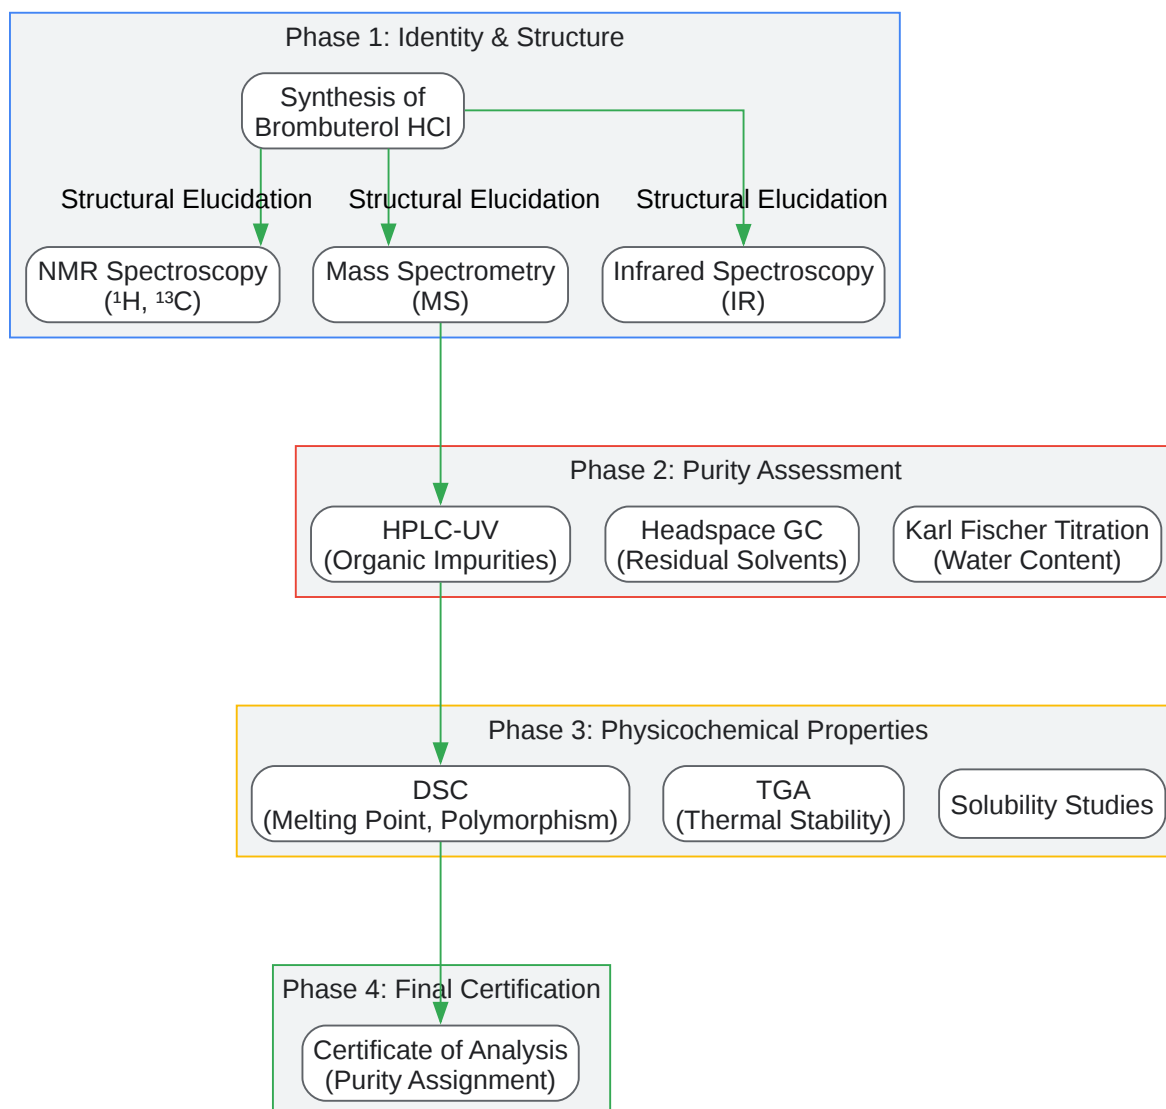 Phase 1: Identity & Structure
Synthesis of
Brombuterol HCl
Structural Elucidation
Structural Elucidation
Structural Elucidation
NMR Spectroscopy
(¹H, ¹³C)
Mass Spectrometry
(MS)
Infrared Spectroscopy
(IR)
Phase 2: Purity Assessment
HPLC-UV
(Organic Impurities)
Headspace GC
(Residual Solvents)
Karl Fischer Titration
(Water Content)
Phase 3: Physicochemical Properties
DSC
(Melting Point, Polymorphism)
TGA
(Thermal Stability)
Solubility Studies
Phase 4: Final Certification
Certificate of Analysis
(Purity Assignment)